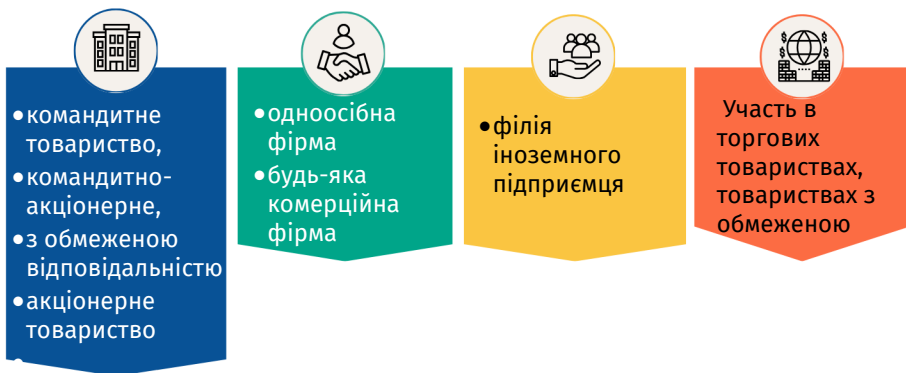 •командитне
товариство,
•командитно-
акціонерне,
•з обмеженою
відповідальністю
•акціонерне
товариство
•
•одноосібна
фірма
•будь-яка
комерційна
фірма
•філія
іноземного
підприємця
Участь в
торгових
товариствах,
товариствах з
обмеженою